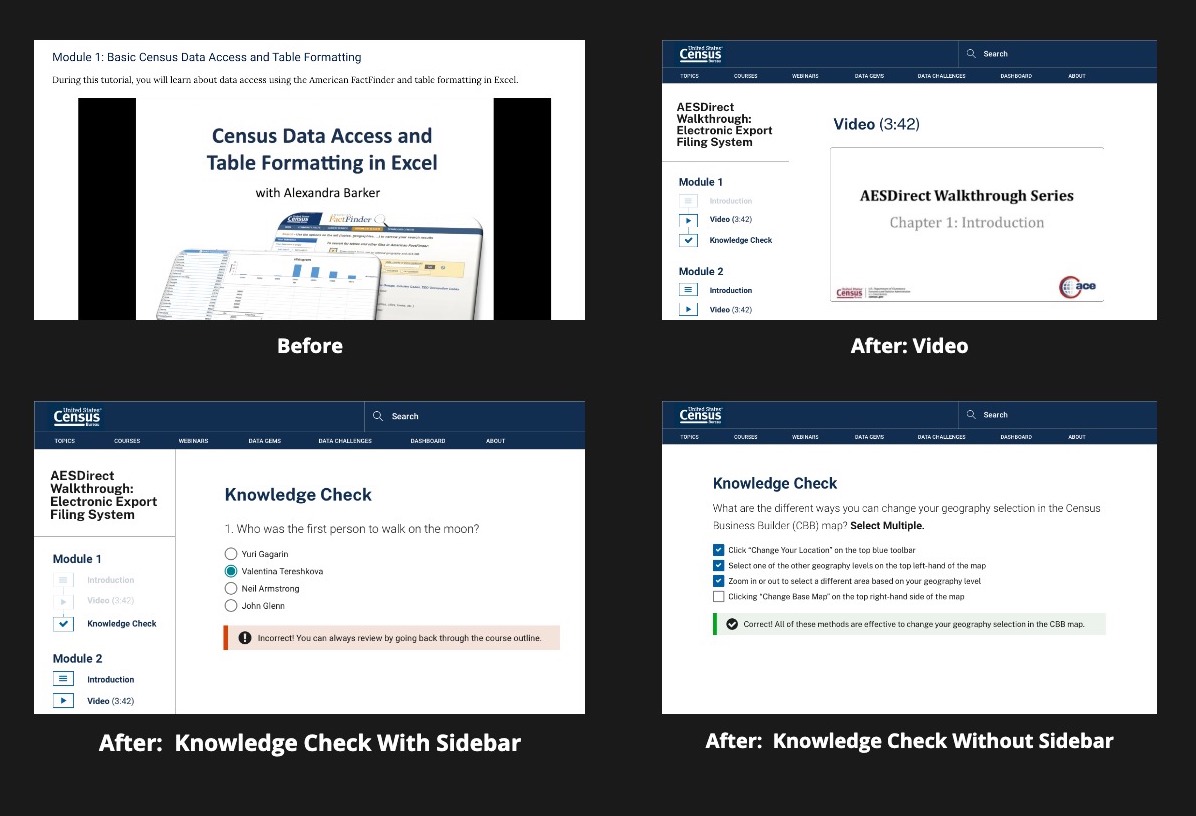 Module 1: Basic Census Data Access and Table Formatting
During this tutorial, you will learn about data access using the American FactFinder and table formatting in Excel.
Census Data Access and
Table Formatting in Excel
with Alexandra Barker
Census
FactFinder
Histogram
Before
United States®
Census
Bureau
Search
TOPICS COURSES WEBINARS DATA GEMS DATA CHALLENGES DASHBOARD ABOUT
AESDirect
Walkthrough:
Electronic Export
Filing System
Module 1
Introduction
Video (3:42)
Knowledge Check
Module 2
Introduction
Video (3:42)
Video (3:42)
AESDirect Walkthrough Series
Chapter 1: Introduction
Census
ace
After: Video
United States®
Census
Bureau
Search
TOPICS COURSES WEBINARS DATA GEMS DATA CHALLENGES DASHBOARD ABOUT
AESDirect
Walkthrough:
Electronic Export
Filing System
Module 1
Introduction
Video (3:42)
Knowledge Check
Module 2
Introduction
Video (3:42)
Knowledge Check
1. Who was the first person to walk on the moon?
Yuri Gagarin
Valentina Tereshkova
Neil Armstrong
John Glenn
Incorrect! You can always review by going back through the course outline.
After: Knowledge Check With Sidebar
United States®
Census
Bureau
Search
TOPICS COURSES WEBINARS DATA GEMS DATA CHALLENGES DASHBOARD ABOUT
Knowledge Check
What are the different ways you can change your geography selection in the Census
Business Builder (CBB) map? Select Multiple.
Click “Change Your Location” on the top blue toolbar
Select one of the other geography levels on the top left-hand of the map
Zoom in or out to select a different area based on your geography level
Clicking “Change Base Map” on the top right-hand side of the map
Correct! All of these methods are effective to change your geography selection in the CBB map.
After: Knowledge Check Without Sidebar